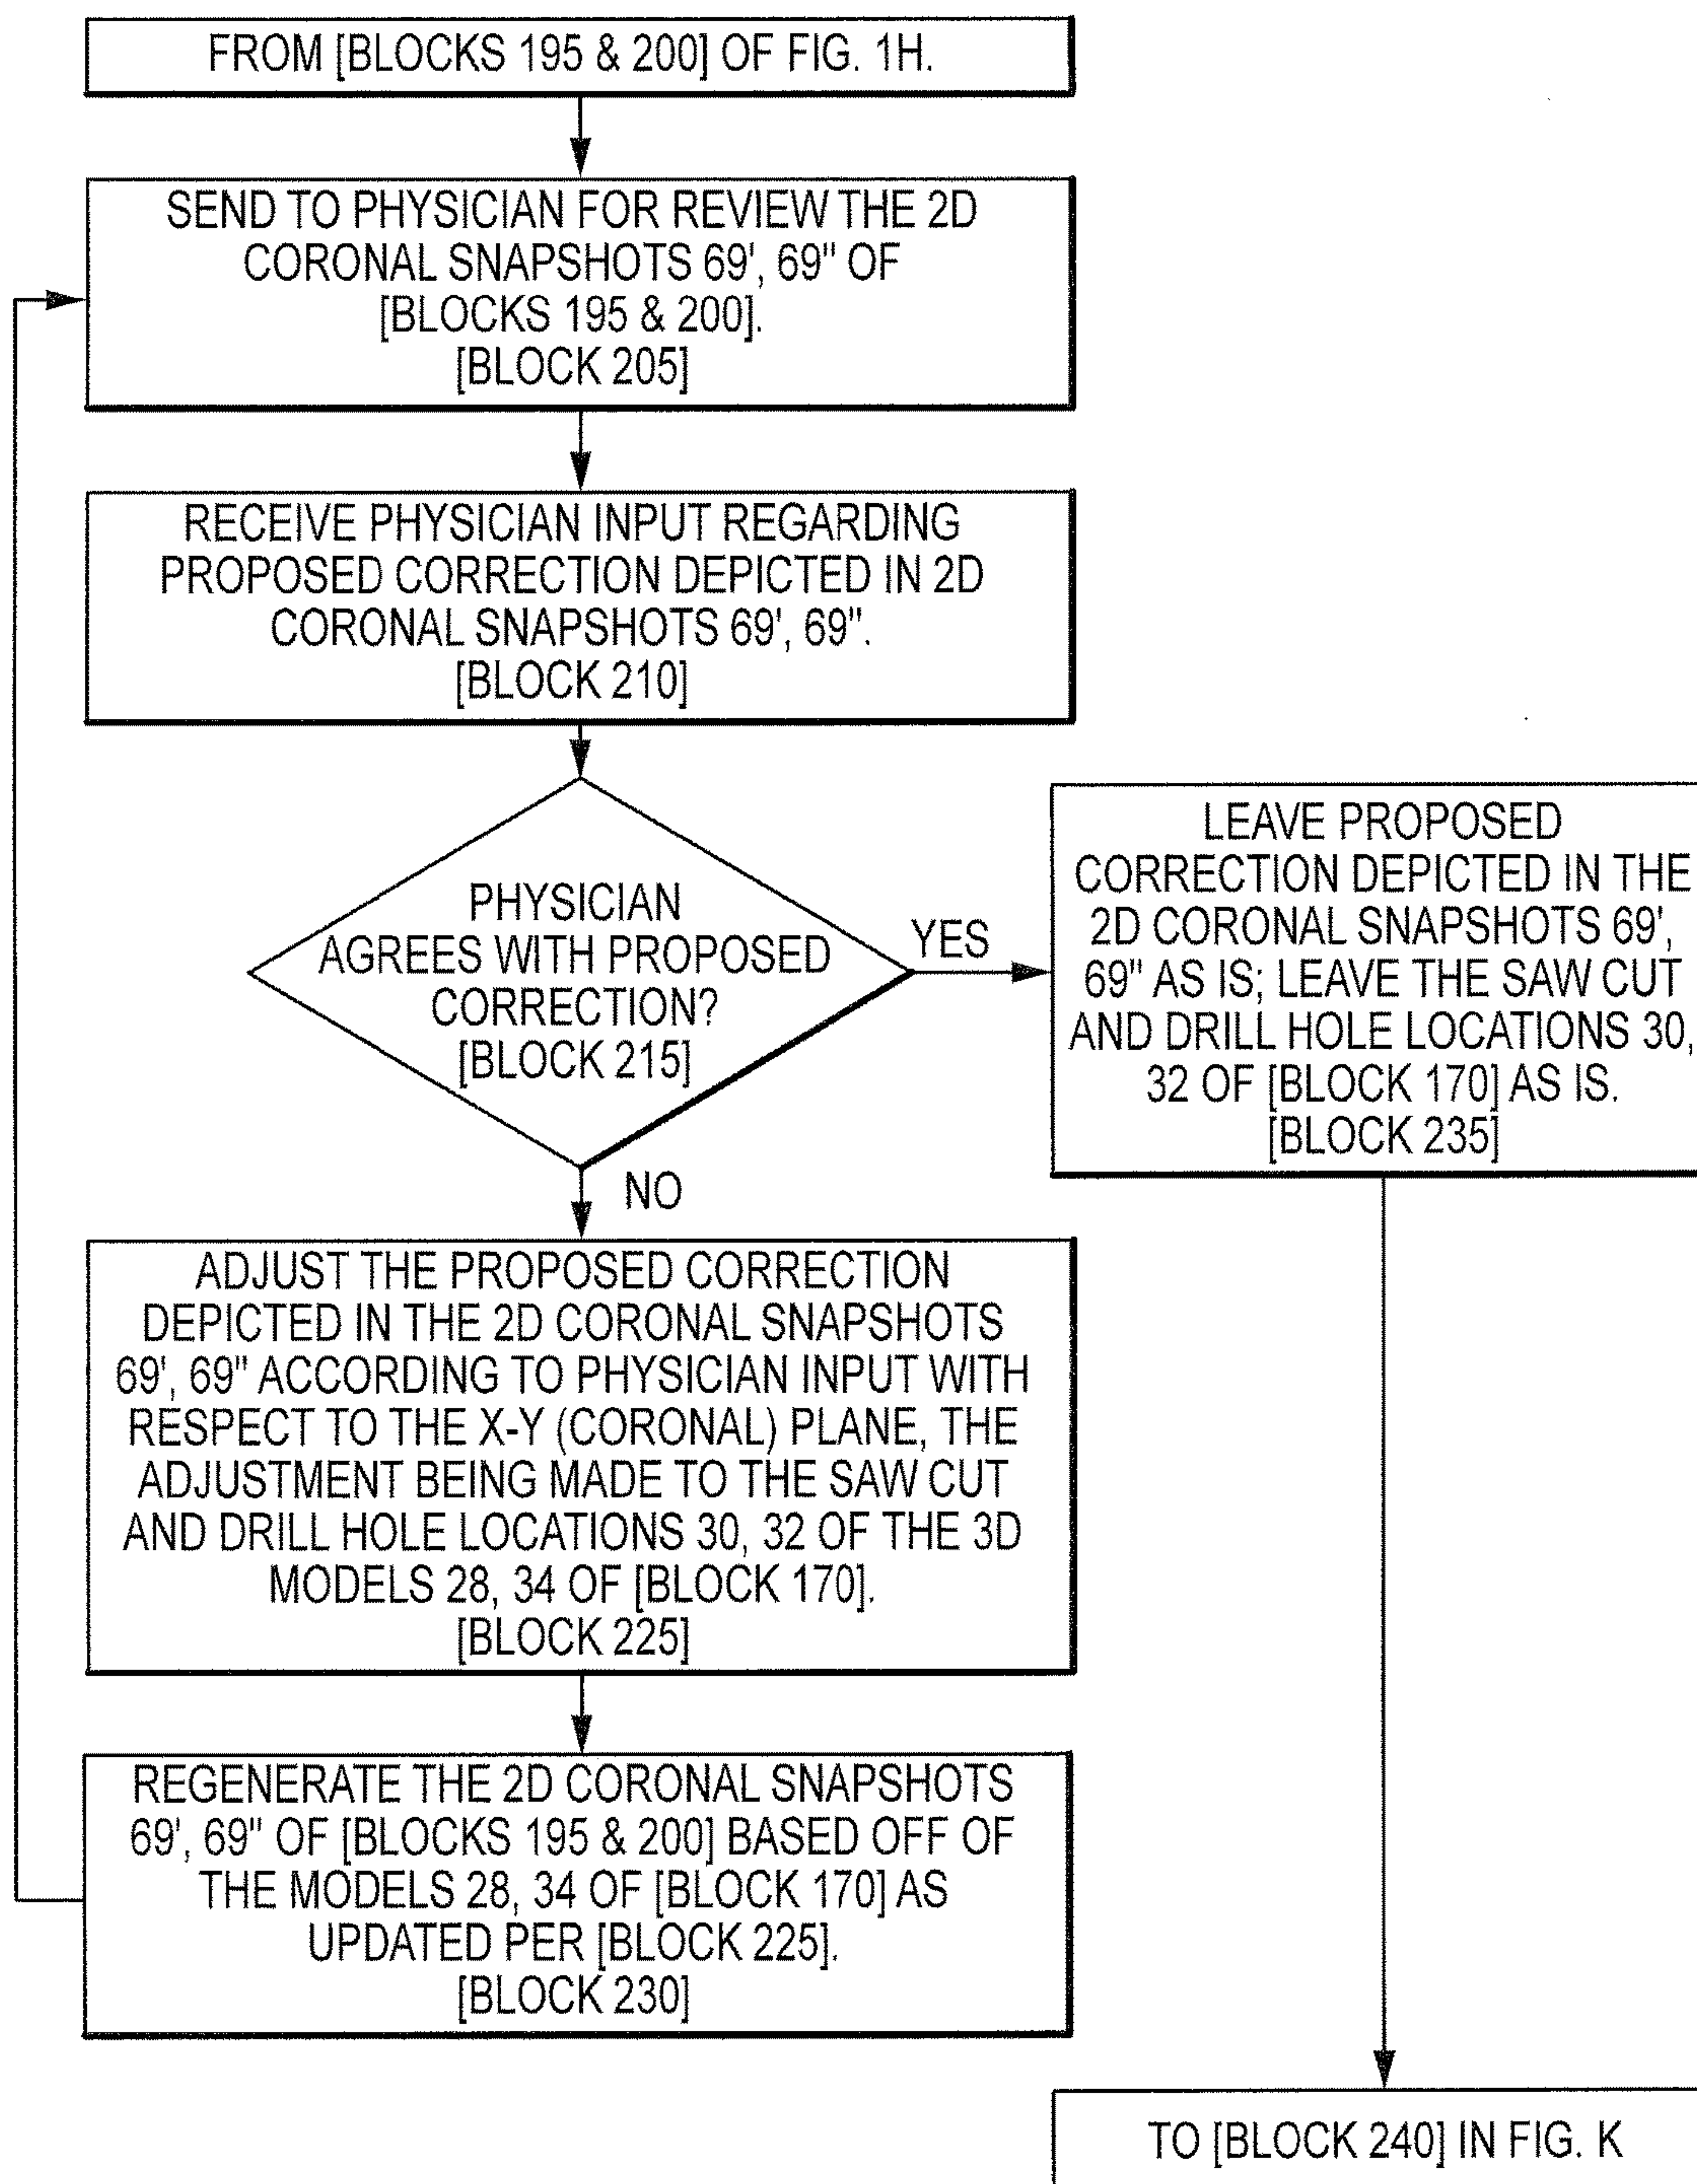 FROM [BLOCKS 195 & 200] OF FIG. 1H.
SEND TO PHYSICIAN FOR REVIEW THE 2D
CORONAL SNAPSHOTS 69', 69" OF
[BLOCKS 195 & 200].
[BLOCK 205]
RECEIVE PHYSICIAN INPUT REGARDING
PROPOSED CORRECTION DEPICTED IN 2D
CORONAL SNAPSHOTS 69', 69".
[BLOCK 210]
PHYSICIAN
AGREES WITH PROPOSED
CORRECTION?
[BLOCK 215]
YES
LEAVE PROPOSED
CORRECTION DEPICTED IN THE
2D CORONAL SNAPSHOTS 69',
69" AS IS; LEAVE THE SAW CUT
AND DRILL HOLE LOCATIONS 30,
32 OF [BLOCK 170] AS IS.
[BLOCK 235]
NO
ADJUST THE PROPOSED CORRECTION
DEPICTED IN THE 2D CORONAL SNAPSHOTS
69', 69" ACCORDING TO PHYSICIAN INPUT WITH
RESPECT TO THE X-Y (CORONAL) PLANE, THE
ADJUSTMENT BEING MADE TO THE SAW CUT
AND DRILL HOLE LOCATIONS 30, 32 OF THE 3D
MODELS 28, 34 OF [BLOCK 170].
[BLOCK 225]
REGENERATE THE 2D CORONAL SNAPSHOTS
69', 69" OF [BLOCKS 195 & 200] BASED OFF OF
THE MODELS 28, 34 OF [BLOCK 170] AS
UPDATED PER [BLOCK 225].
[BLOCK 230]
TO [BLOCK 240] IN FIG. K